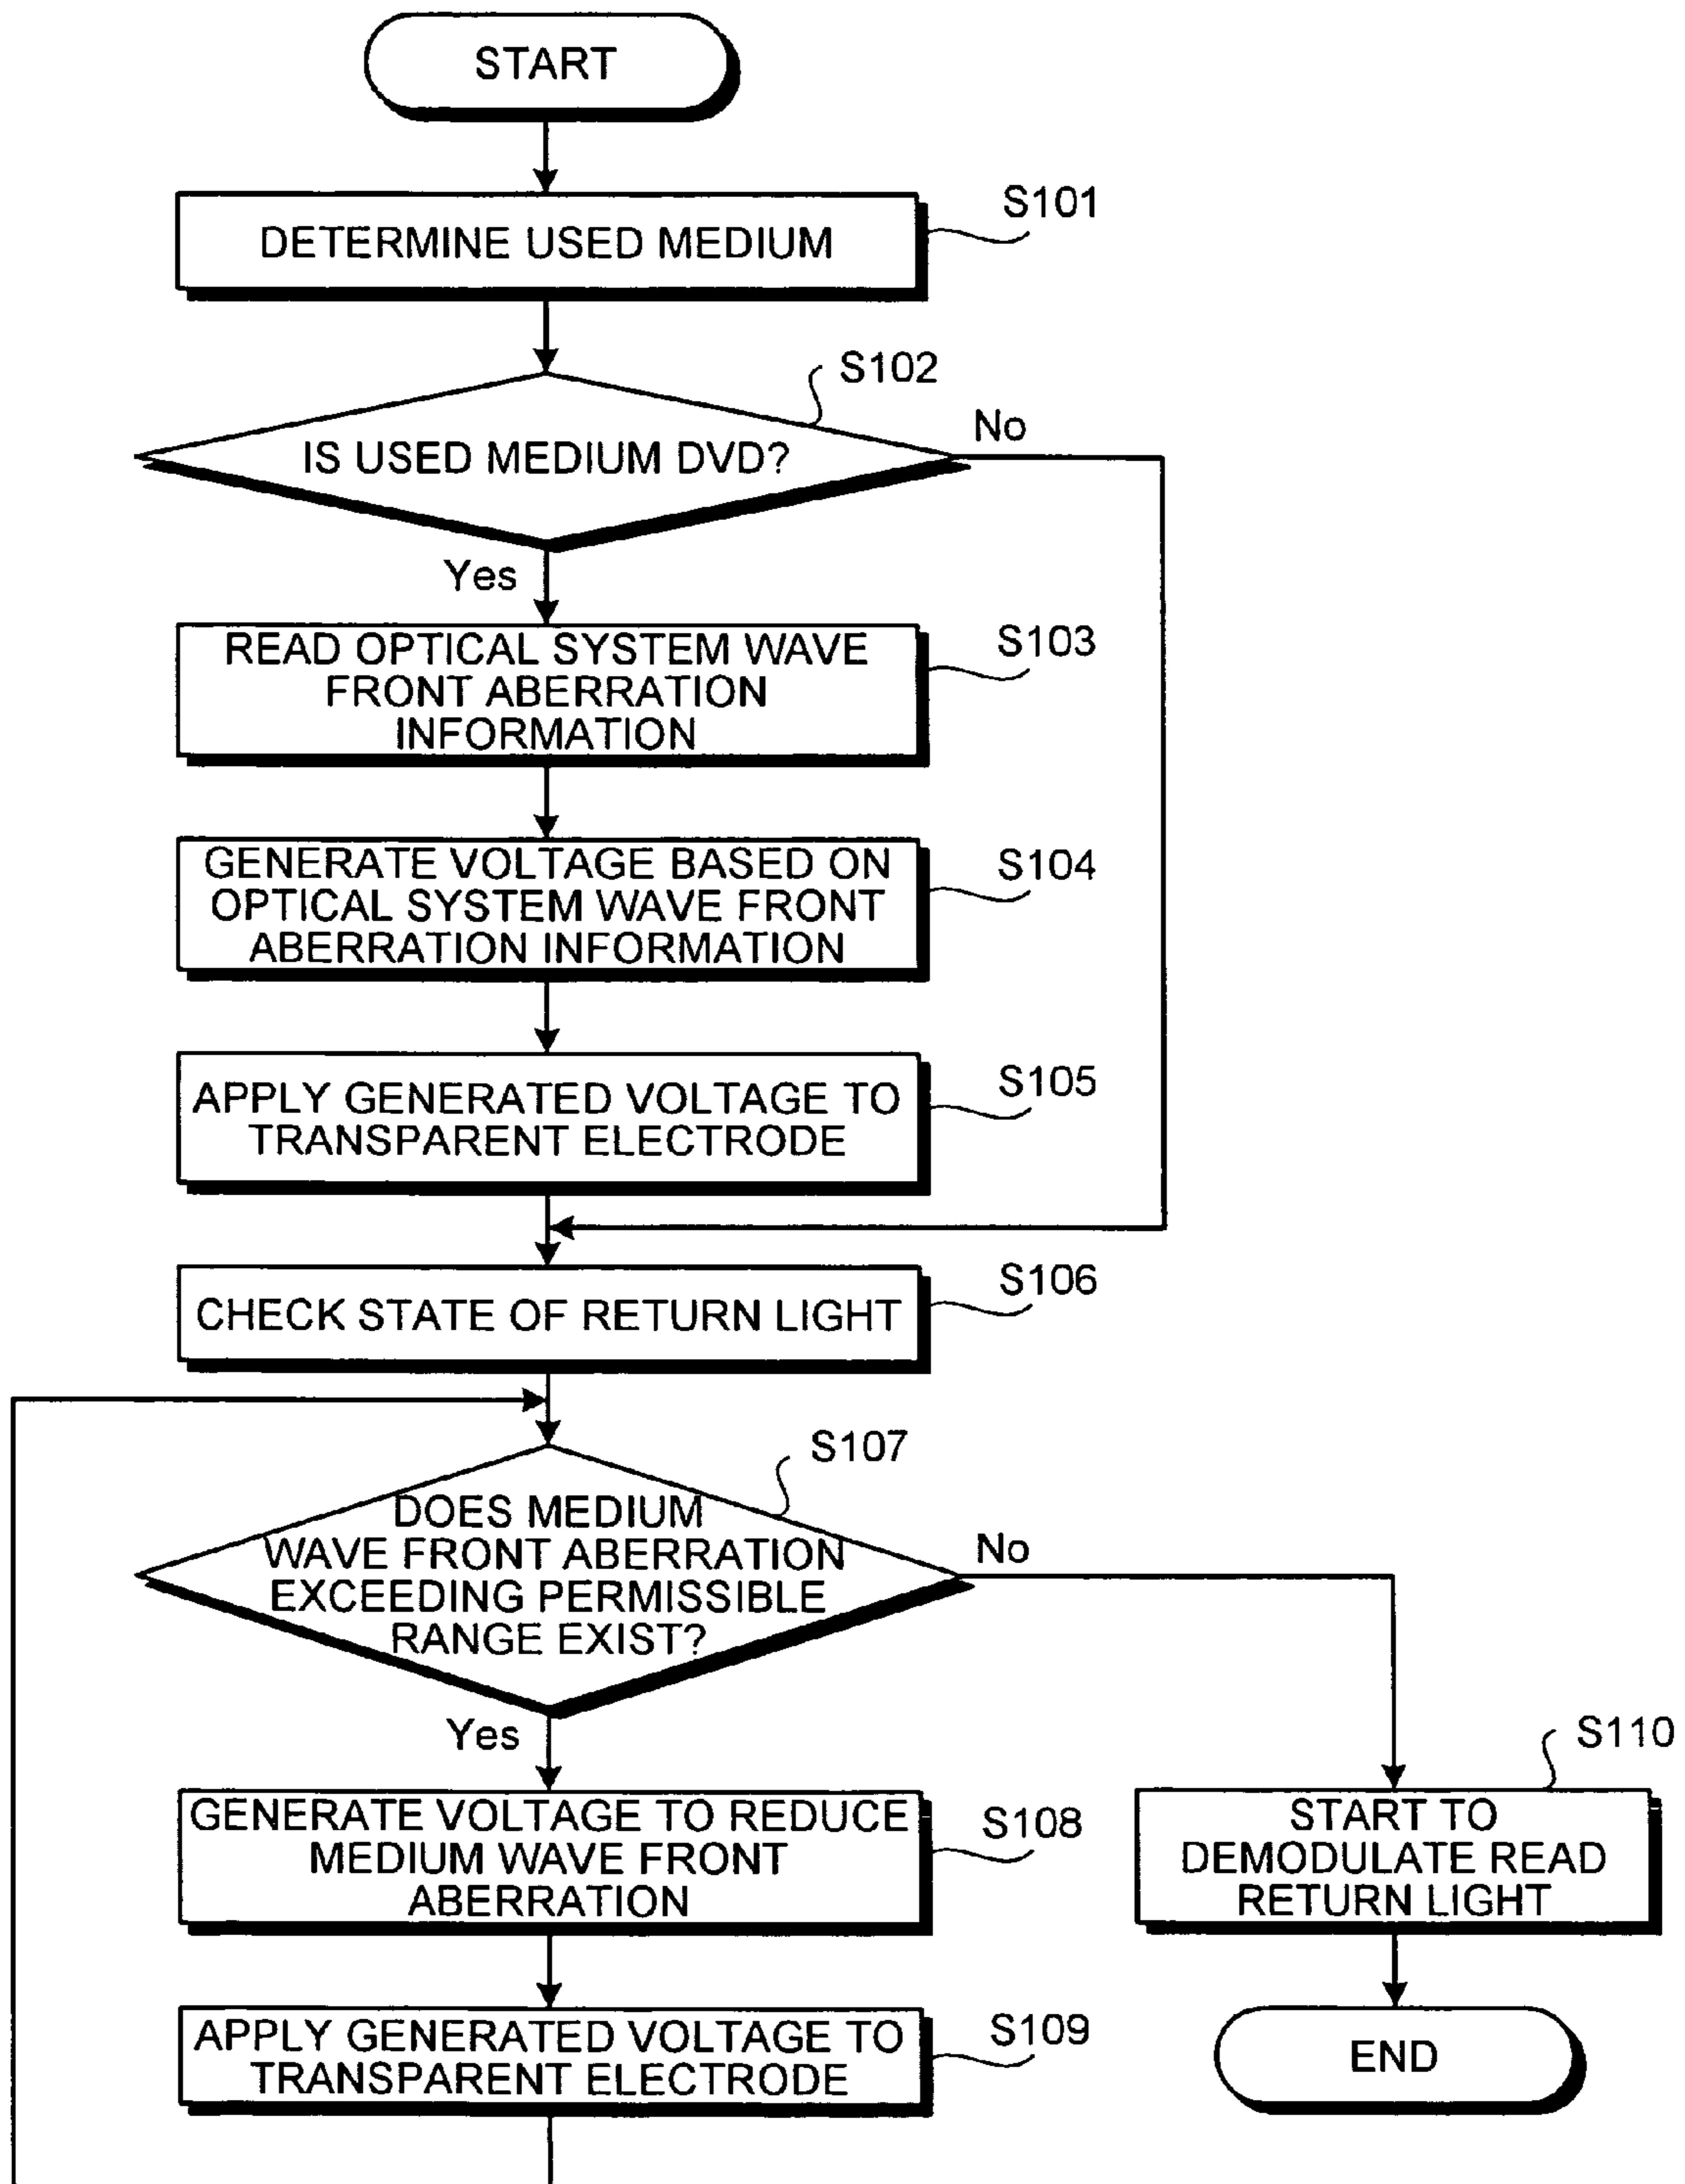 START
DETERMINE USED MEDIUM
S101
IS USED MEDIUM DVD?
S102
No
Yes
READ OPTICAL SYSTEM WAVE
FRONT ABERRATION
INFORMATION
S103
GENERATE VOLTAGE BASED ON
OPTICAL SYSTEM WAVE FRONT
ABERRATION INFORMATION
S104
APPLY GENERATED VOLTAGE TO
TRANSPARENT ELECTRODE
S105
CHECK STATE OF RETURN LIGHT
S106
DOES MEDIUM
WAVE FRONT ABERRATION
EXCEEDING PERMISSIBLE
RANGE EXIST?
S107
No
Yes
GENERATE VOLTAGE TO REDUCE
MEDIUM WAVE FRONT
ABERRATION
S108
START TO
DEMODULATE READ
RETURN LIGHT
S110
APPLY GENERATED VOLTAGE TO
TRANSPARENT ELECTRODE
S109
END